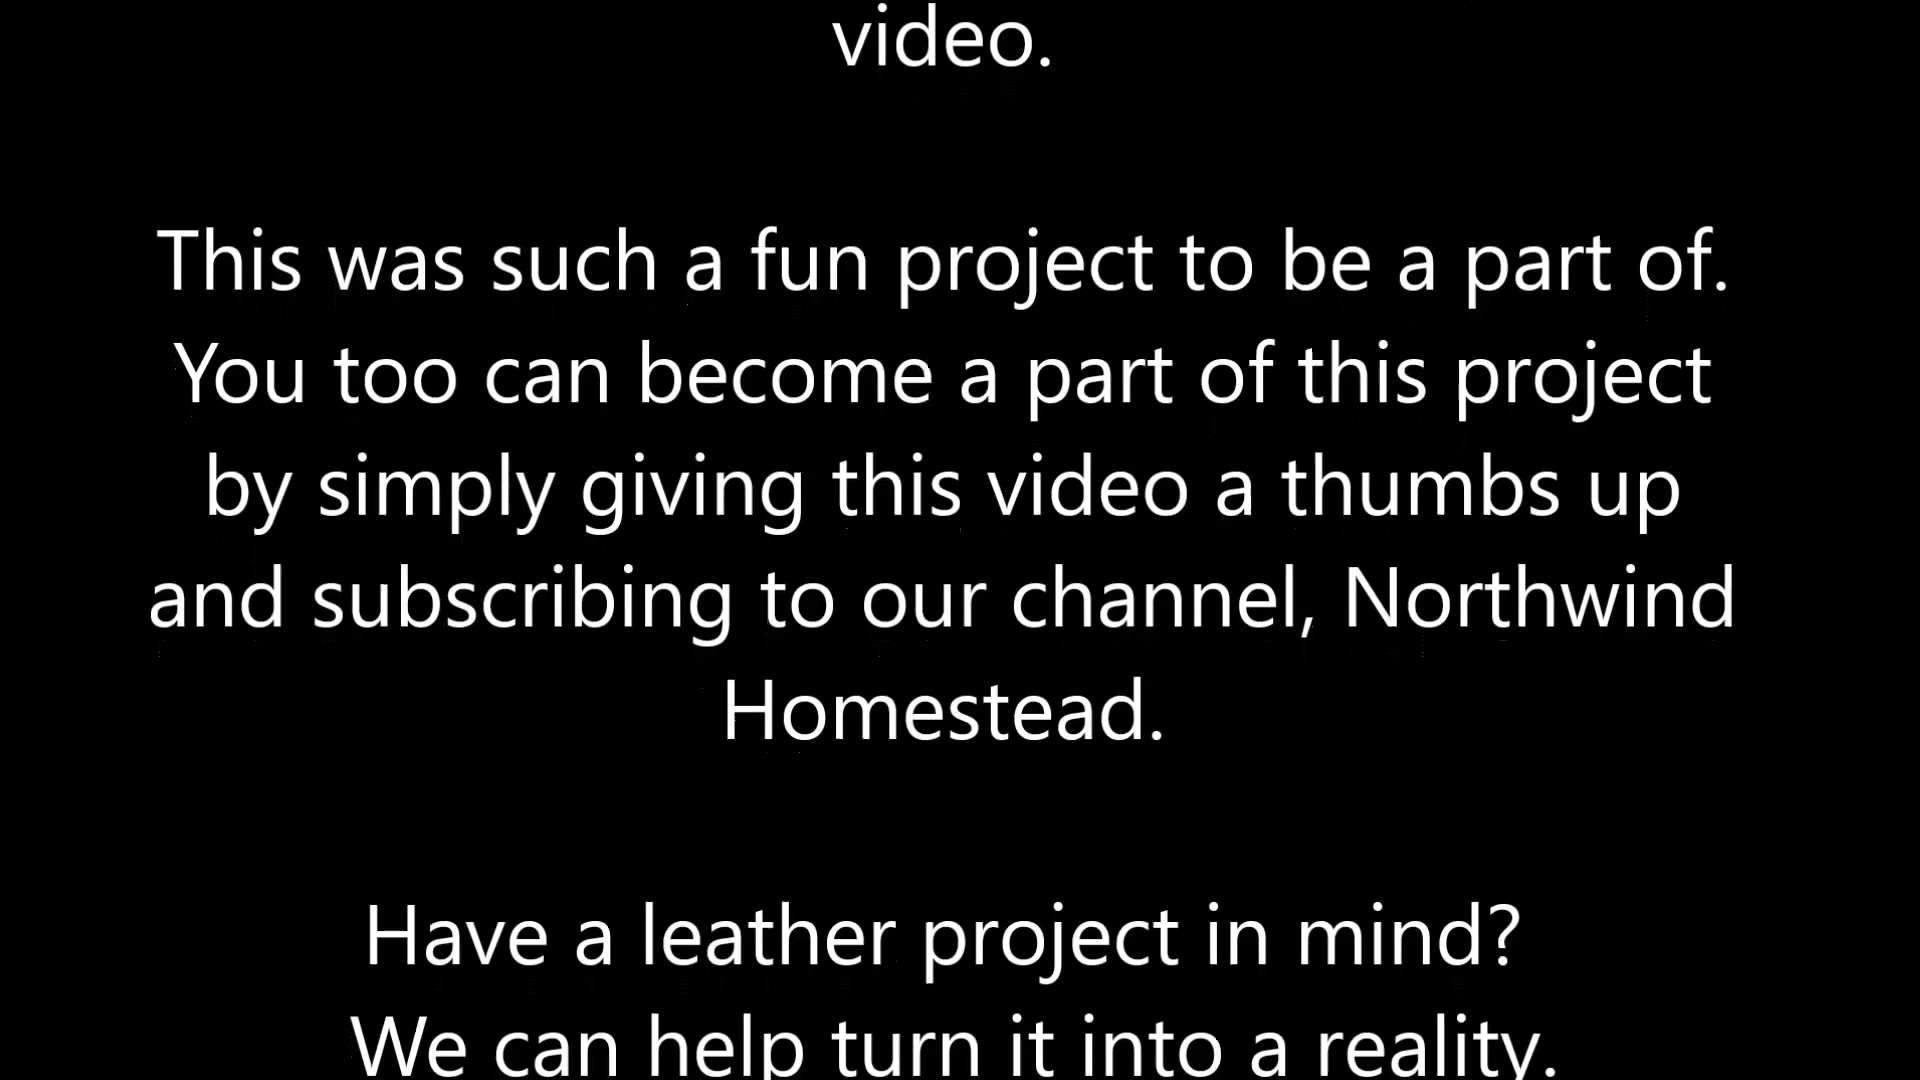 video.
This was such a fun project to be a part of.
You too can become a part of this project
by simply giving this video a thumbs up
and subscribing to our channel, Northwind
Homestead.
Have a leather project in mind?
We can help turn it into a reality.